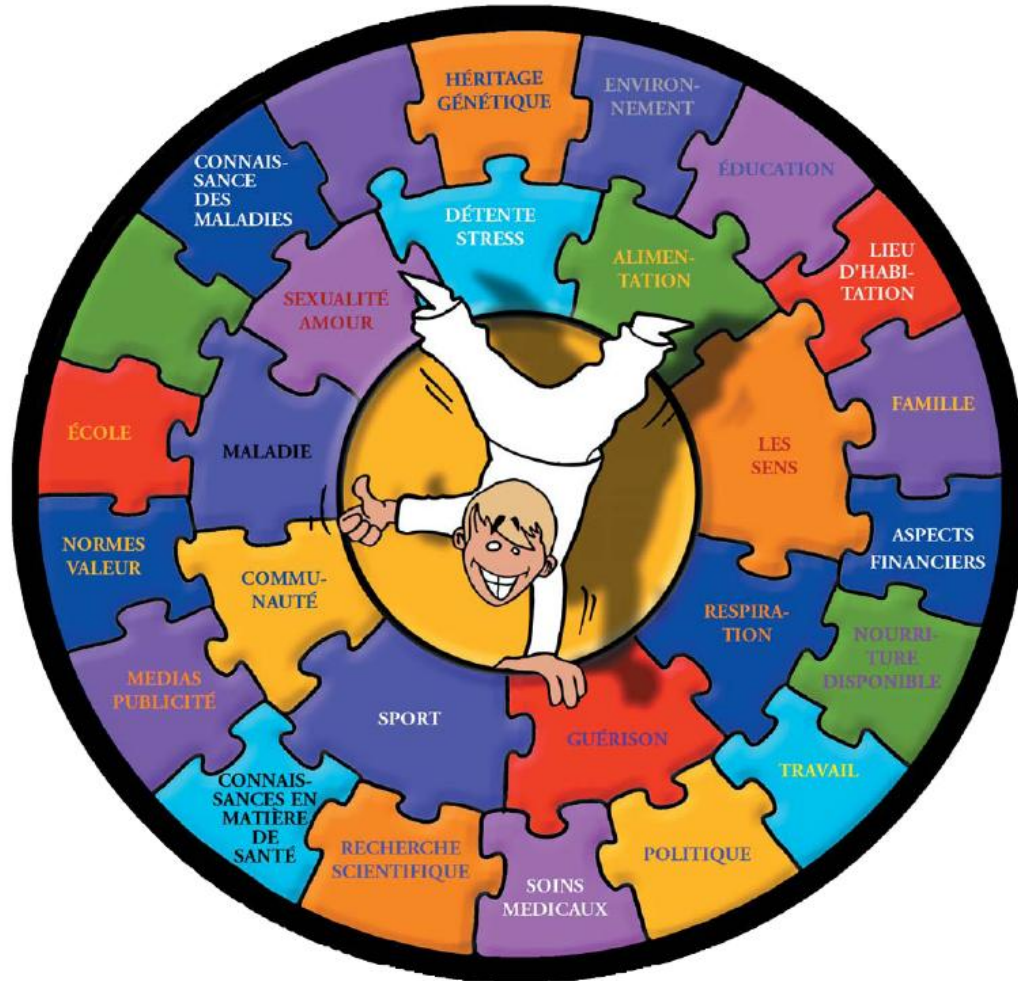 HÉRITAGE
GÉNÉTIQUE
ENVIRON-
NEMENT
ÉDUCATION
LIEU
D'HABI-
TATION
FAMILLE
ASPECTS
FINANCIERS
NOURRI-
TURE
DISPONIBLE
TRAVAIL
POLITIQUE
SOINS
MEDICAUX
RECHERCHE
SCIENTIFIQUE
CONNAIS-
SANCES EN
MATIÈRE
DE
SANTÉ
MEDIAS
PUBLICITÉ
NORMES
VALEUR
ÉCOLE
CONNAIS-
SANCE
DES
MALADIES
DÉTENTE
STRESS
ALIMEN-
TATION
LES
SENS
RESPIRA-
TION
GUÉRISON
SPORT
COMMU-
NAUTÉ
MALADIE
SEXUALITÉ
AMOUR